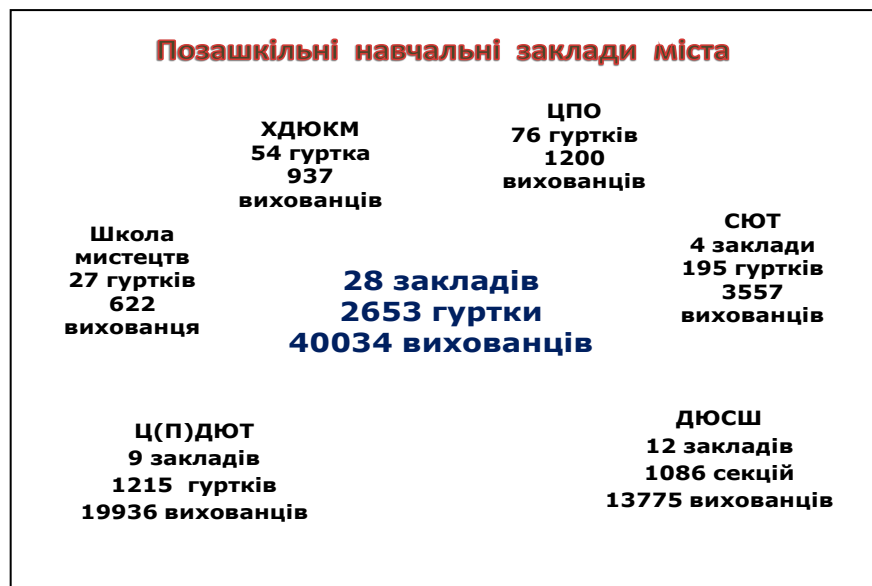 Позашкільні навчальні заклади міста
ХДЮКМ
54 гуртка
937
вихованців
ЦПО
76 гуртків
1200
вихованців
Школа
мистецтв
27 гуртків
622
вихованця
28 закладів
2653 гуртки
40034 вихованців
СЮТ
4 заклади
195 гуртків
3557
вихованців
Ц(П)ДЮТ
9 закладів
1215 гуртків
19936 вихованців
ДЮСШ
12 закладів
1086 секцій
13775 вихованців